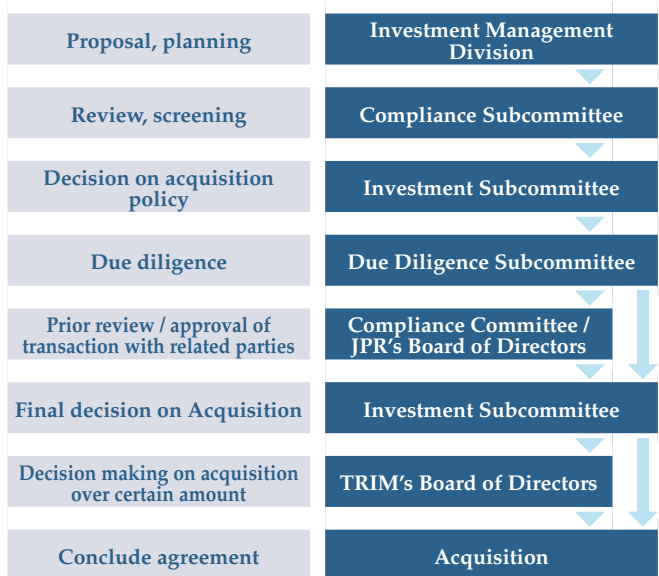 Proposal, planning
Investment Management
Division
Review, screening
Compliance Subcommittee
Decision on acquisition
policy
Investment Subcommittee
Due diligence
Due Diligence Subcommittee
Prior review / approval of
transaction with related parties
Compliance Committee /
JPR's Board of Directors
Final decision on Acquisition
Investment Subcommittee
Decision making on acquisition
over certain amount
TRIM's Board of Directors
Conclude agreement
Acquisition